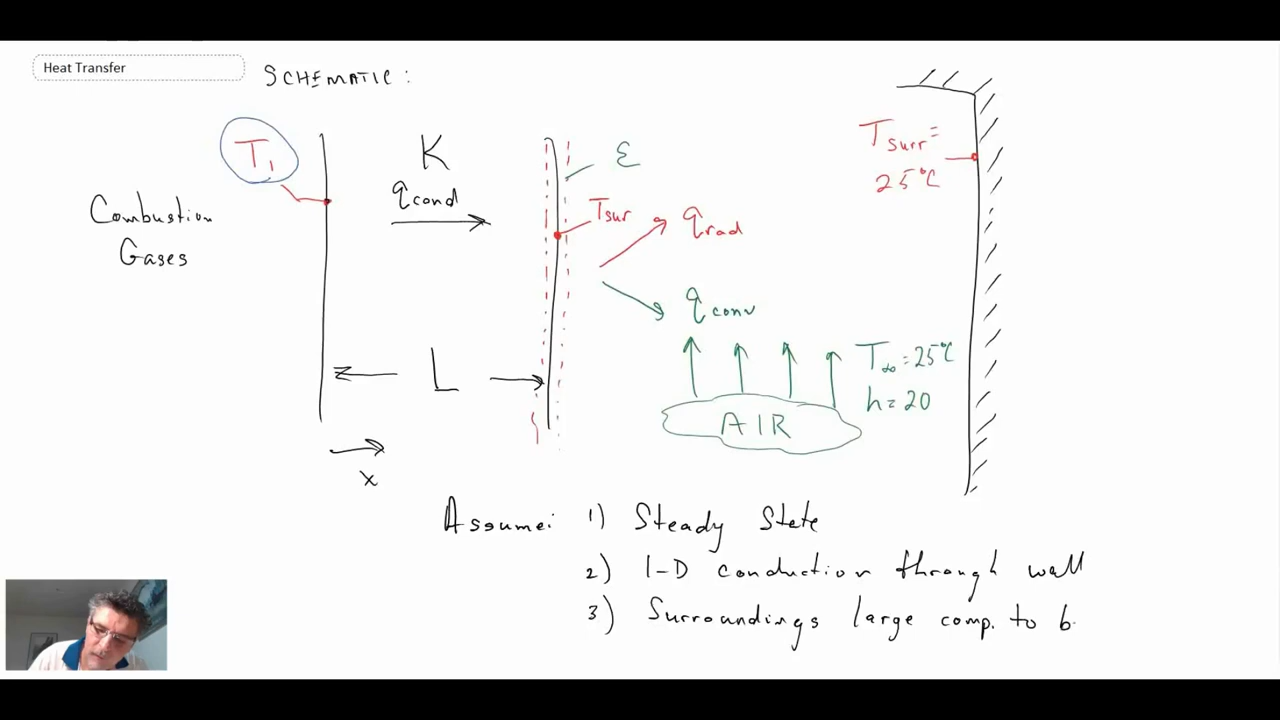 Heat Transfer
SCHEMATIC:
T₁
K
qcond
Combustion
Gases
L
x
ε
Tsur
qrad
qconv
Tsurr =
25°C
T∞ = 25°C
h = 20
AIR
Assume: 1) Steady State
2) 1-D conduction through wall
3) Surroundings large comp. to b